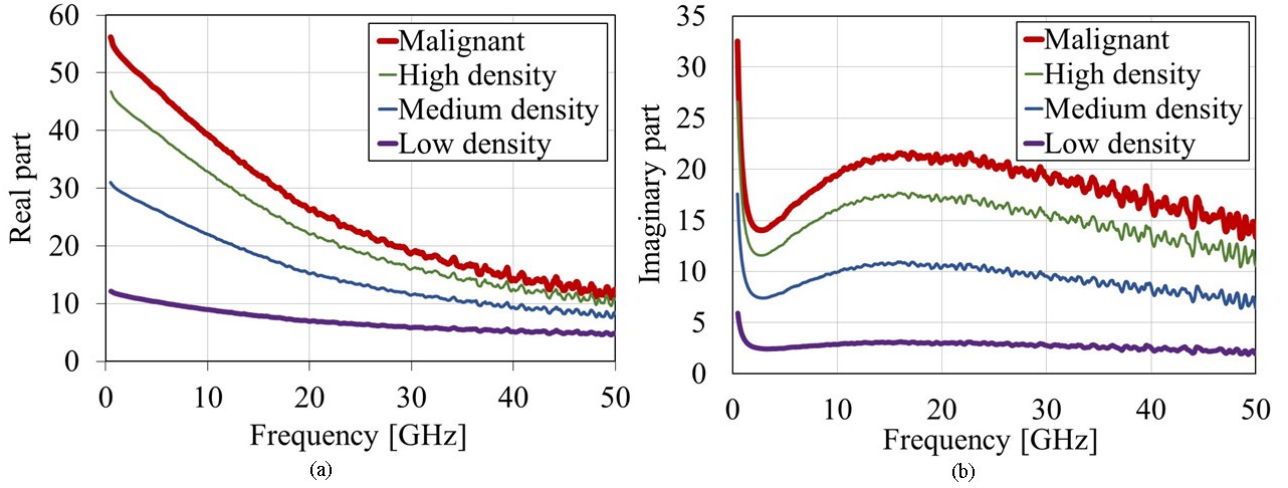 60
50
40
30
20
10
0
Real part
Malignant
High density
Medium density
Low density
0 10 20 30 40 50
Frequency [GHz]
(a)
35
30
25
20
15
10
5
0
Imaginary part
Malignant
High density
Medium density
Low density
0 10 20 30 40 50
Frequency [GHz]
(b)